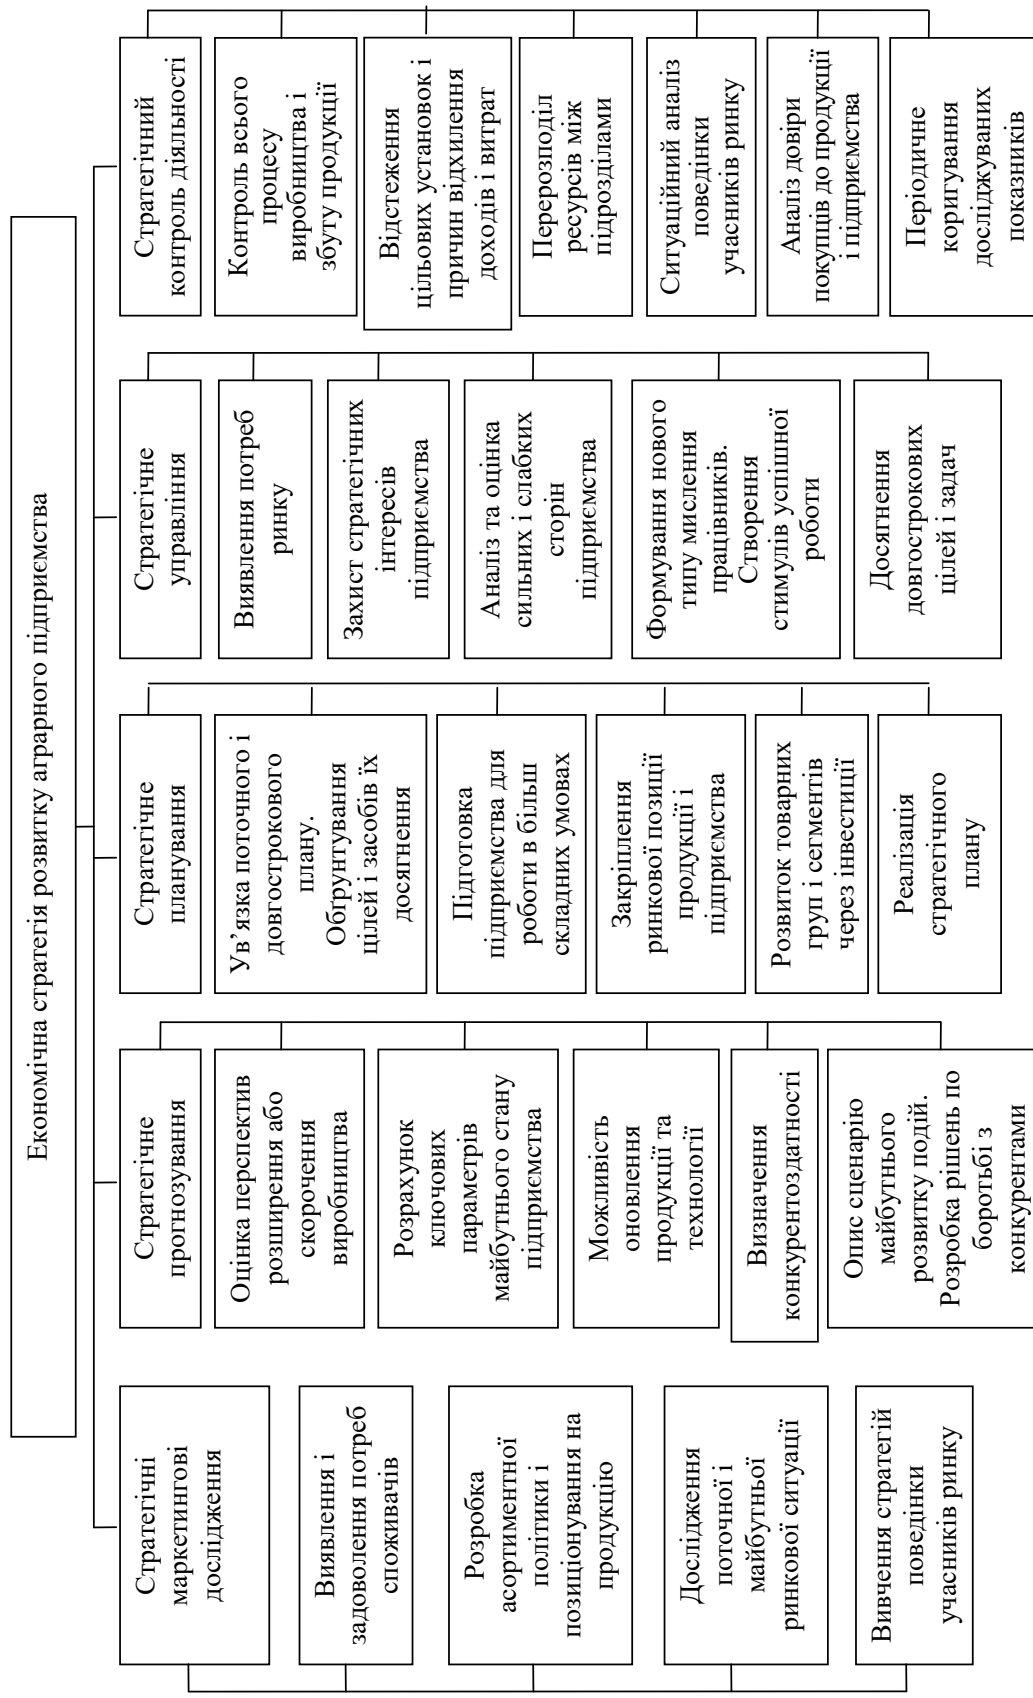 Економічна стратегія розвитку аграрного підприємства
Стратегічні
маркетингові
дослідження
Виявлення і
задоволення потреб
споживачів
Розробка
асортиментної
політики і
позиціонування на
продукцію
Дослідження
поточної і
майбутньої
ринкової ситуації
Вивчення стратегій
поведінки
учасників ринку
Стратегічне
прогнозування
Оцінка перспектив
розширення або
скорочення
виробництва
Розрахунок
ключових
параметрів
майбутнього стану
підприємства
Можливість
оновлення
продукції та
технології
Визначення
конкурентоздатності
Опис сценарію
майбутнього
розвитку подій.
Розробка рішень по
боротьбі з
конкурентами
Стратегічне
планування
Ув'язка поточного і
довгострокового
плану.
Обґрунтування
цілей і засобів їх
досягнення
Підготовка
підприємства для
роботи в більш
складних умовах
Закріплення
ринкової позиції
продукції і
підприємства
Розвиток товарних
груп і сегментів
через інвестиції
Реалізація
стратегічного
плану
Стратегічне
управління
Виявлення потреб
ринку
Захист стратегічних
інтересів
підприємства
Аналіз та оцінка
сильних і слабких
сторін
підприємства
Формування нового
типу мислення
працівників.
Створення
стимулів успішної
роботи
Досягнення
довгострокових
цілей і задач
Стратегічний
контроль діяльності
Контроль всього
процесу
виробництва і
збуту продукції
Відстеження
цільових установок і
причин відхилення
доходів і витрат
Перерозподіл
ресурсів між
підрозділами
Ситуаційний аналіз
поведінки
учасників ринку
Аналіз довіри
покупців до продукції
і підприємства
Періодичне
коригування
досліджуваних
показників